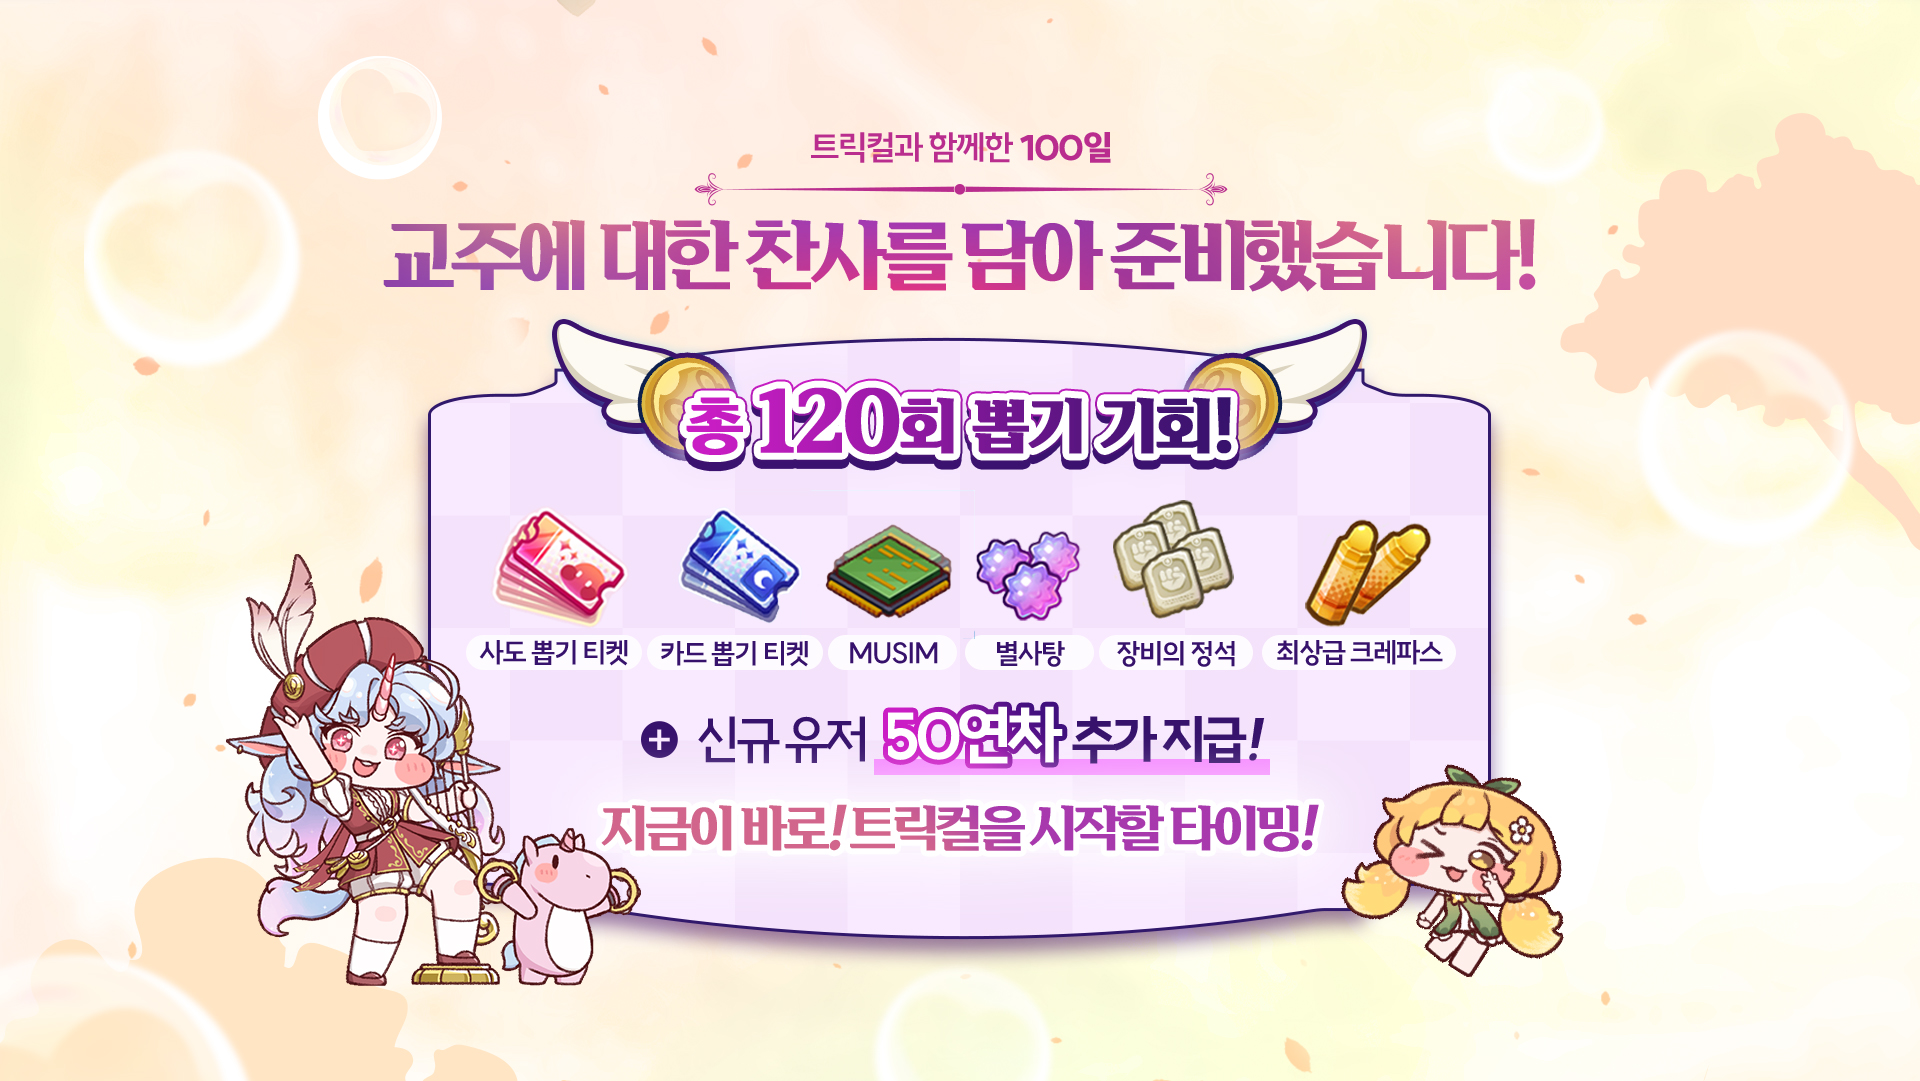 트릭컬과 함께한 100일
교주에 대한 찬사를 담아 준비했습니다!
총 120회 뽑기 기회!
사도 뽑기 티켓
카드 뽑기 티켓
MUSIM
별사탕
장비의 정석
최상급 크레파스
+ 신규 유저 50연차 추가 지급!
지금이 바로! 트릭컬을 시작할 타이밍!